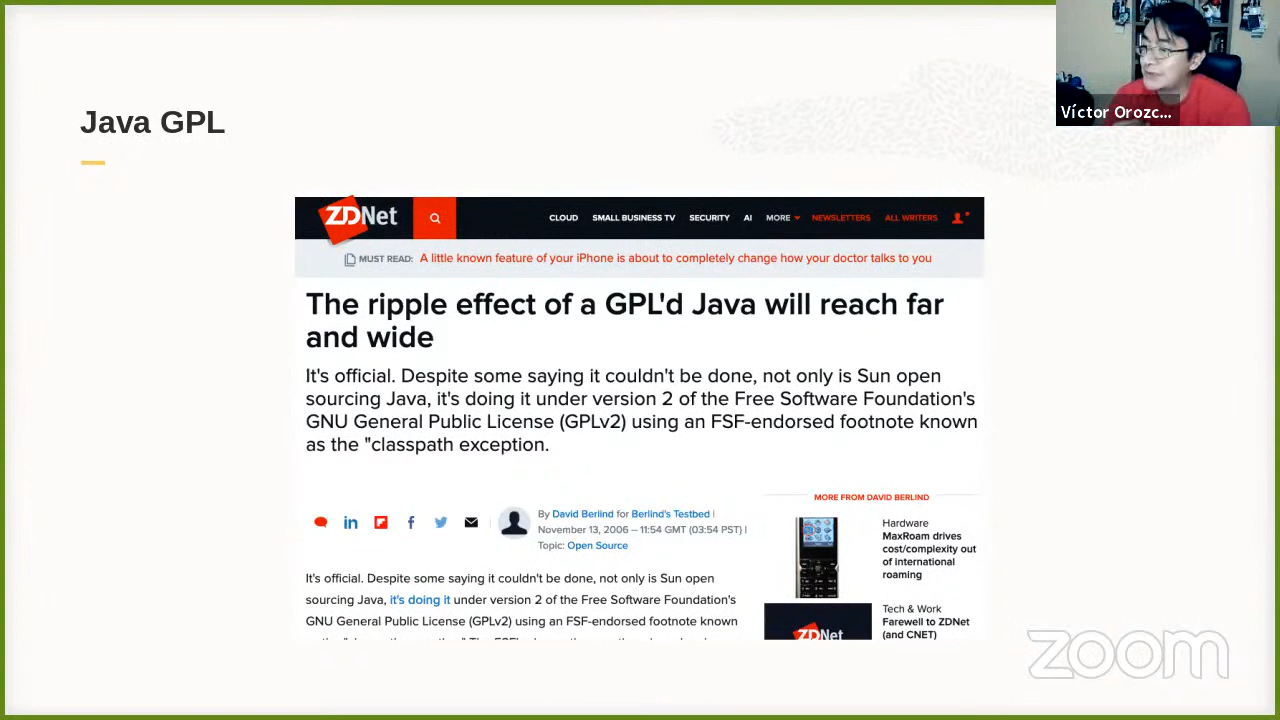 Java GPL
Víctor Orozc...
ZDNet
CLOUD SMALL BUSINESS TV SECURITY AI MORE NEWSLETTERS ALL WRITERS
MUST READ: A little known feature of your iPhone is about to completely change how your doctor talks to you
The ripple effect of a GPL'd Java will reach far
and wide
It's official. Despite some saying it couldn't be done, not only is Sun open
sourcing Java, it's doing it under version 2 of the Free Software Foundation's
GNU General Public License (GPLv2) using an FSF-endorsed footnote known
as the "classpath exception.
By David Berlind for Berlind's Testbed |
November 13, 2006 – 11:54 GMT (03:54 PST) |
Topic: Open Source
It's official. Despite some saying it couldn't be done, not only is Sun open
sourcing Java, it's doing it under version 2 of the Free Software Foundation's
GNU General Public License (GPLv2) using an FSF-endorsed footnote known
MORE FROM DAVID BERLIND
Hardware
MaxRoam drives
cost/complexity out
of international
roaming
Tech & Work
Farewell to ZDNet
(and CNET)
ZDNet
zoom